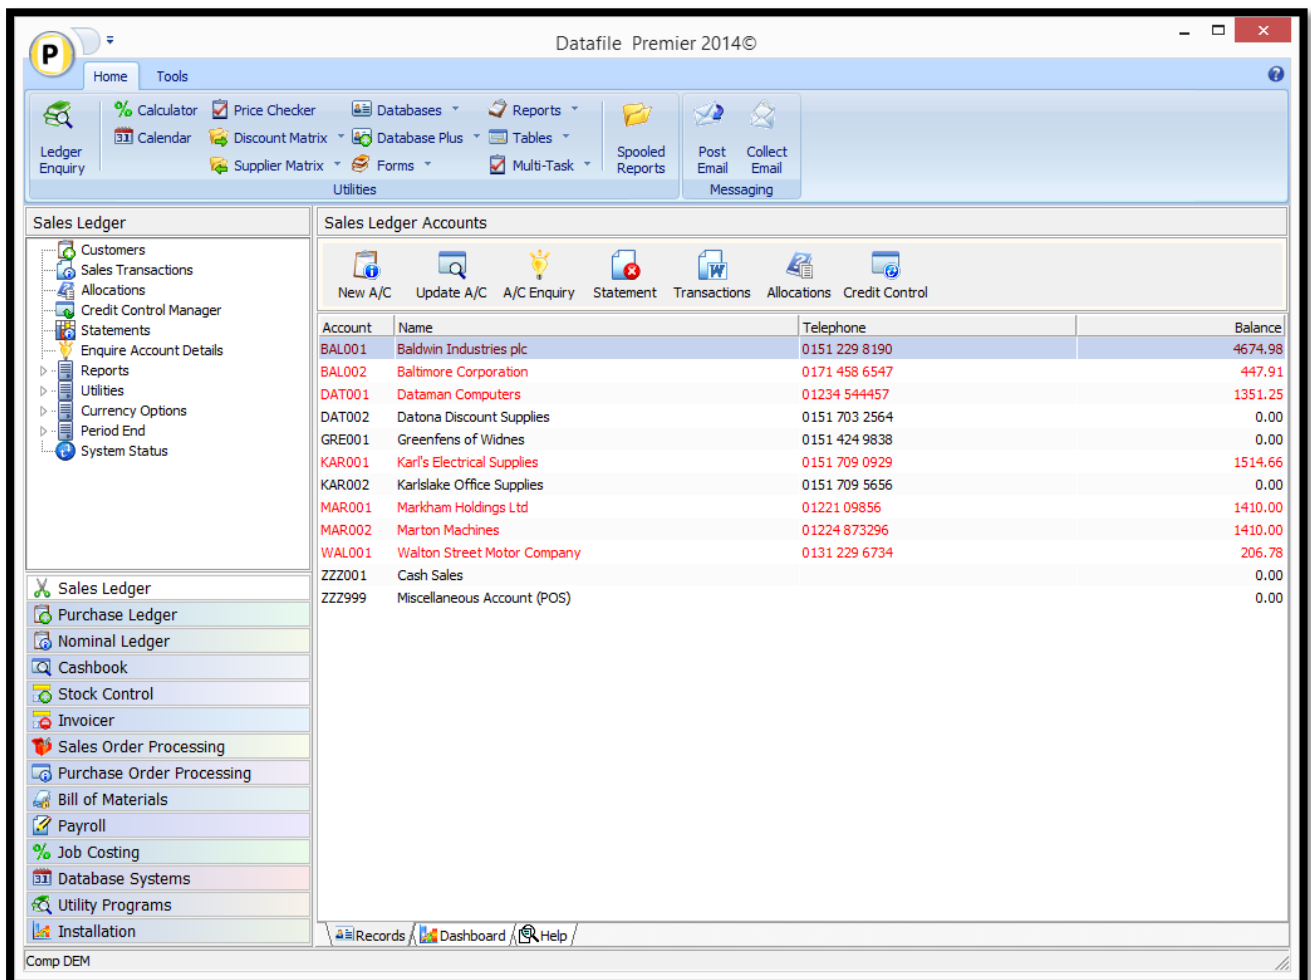 P
Datafile Premier 2014©
Home Tools
Calculator Price Checker Databases Reports
Calendar Discount Matrix Database Plus Tables
Supplier Matrix Forms Multi-Task
Ledger Enquiry
Spooled Reports
Post Email
Collect Email
Utilities Messaging
Sales Ledger
Customers
Sales Transactions
Allocations
Credit Control Manager
Statements
Enquire Account Details
Reports
Utilities
Currency Options
Period End
System Status
Sales Ledger
Purchase Ledger
Nominal Ledger
Cashbook
Stock Control
Invoicer
Sales Order Processing
Purchase Order Processing
Bill of Materials
Payroll
Job Costing
Database Systems
Utility Programs
Installation
Sales Ledger Accounts
New A/C Update A/C A/C Enquiry Statement Transactions Allocations Credit Control
Account Name Telephone Balance
BAL001 Baldwin Industries plc 0151 229 8190 4674.98
BAL002 Baltimore Corporation 0171 458 6547 447.91
DAT001 Dataman Computers 01234 544457 1351.25
DAT002 Datona Discount Supplies 0151 703 2564 0.00
GRE001 Greenfens of Widnes 0151 424 9838 0.00
KAR001 Karl's Electrical Supplies 0151 709 0929 1514.66
KAR002 Karlslake Office Supplies 0151 709 5656 0.00
MAR001 Markham Holdings Ltd 01221 09856 1410.00
MAR002 Marton Machines 01224 873296 1410.00
WAL001 Walton Street Motor Company 0131 229 6734 206.78
ZZZ001 Cash Sales 0.00
ZZZ999 Miscellaneous Account (POS) 0.00
Records Dashboard Help
Comp DEM